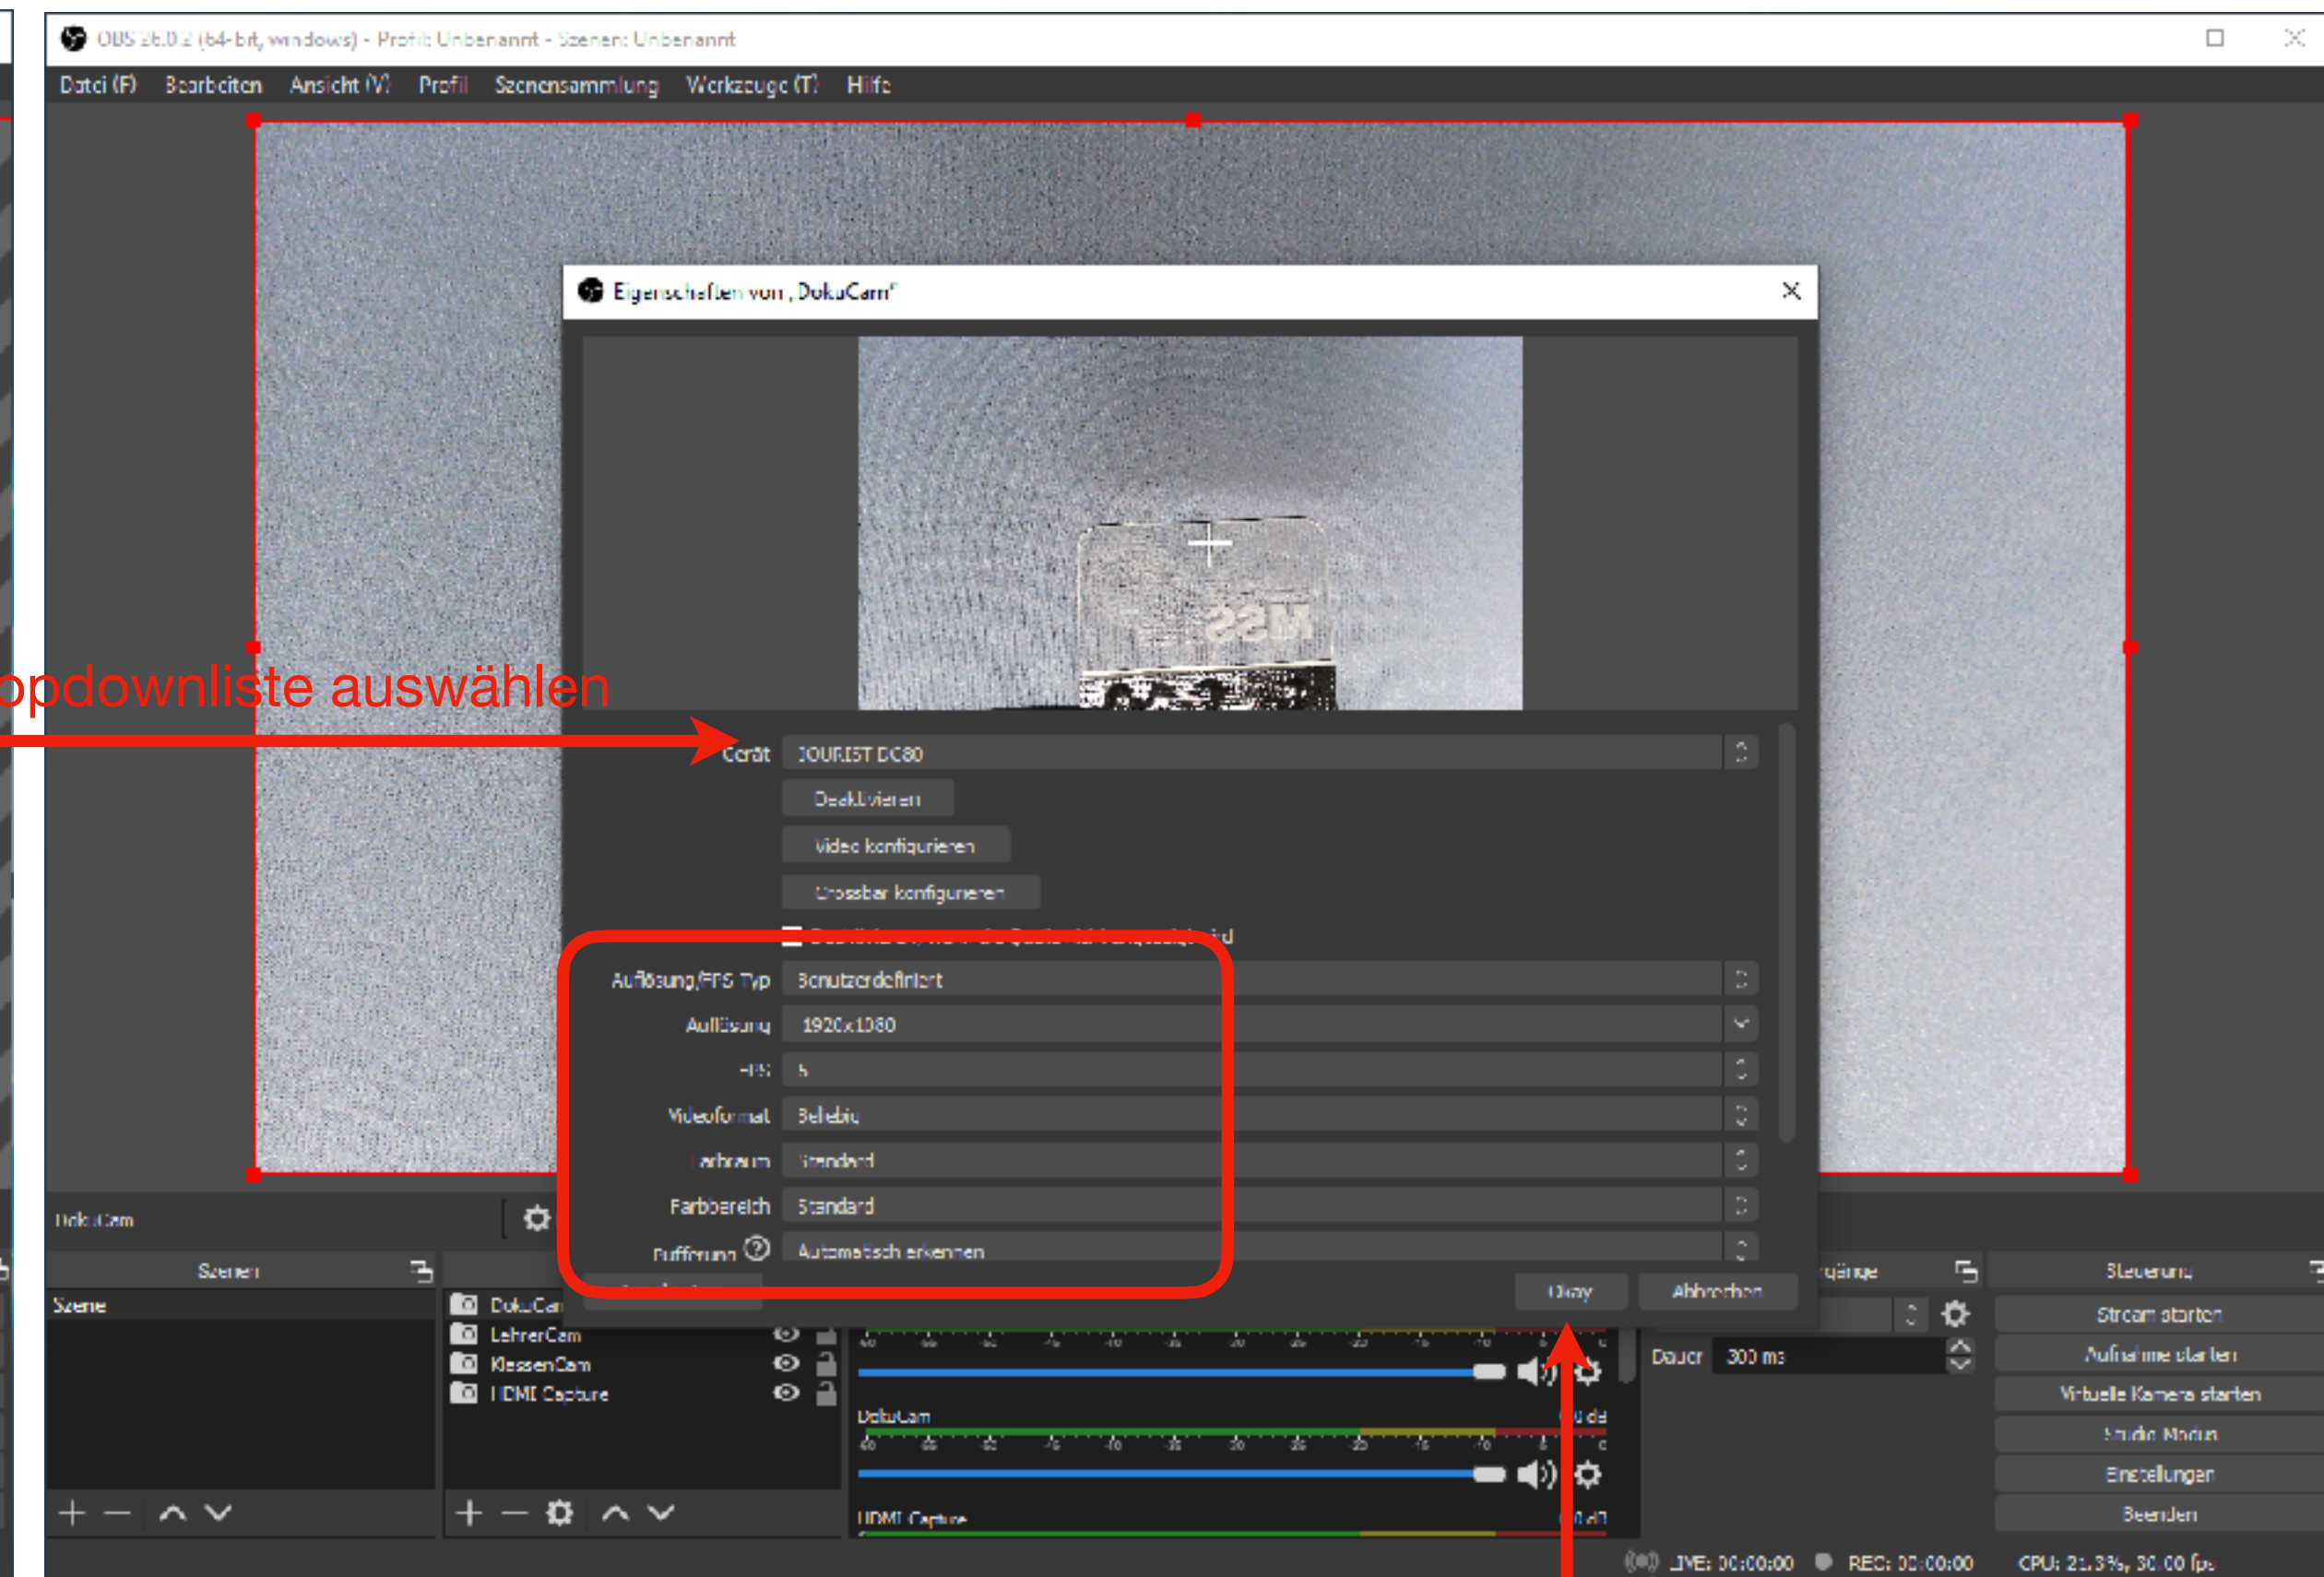 OBS 26.0.2 (64-bit, windows) - Profil: Unbenannt - Szenen: Unbenannt
Datei (F) Bearbeiten Ansicht (V) Profil Szenensammlung Werkzeuge (T) Hilfe
Eigenschaften von „DokuCam“
opdownliste auswählen
Gerät JOURIST DC80
Deaktivieren
Video konfigurieren
Crossbar konfigurieren
Auflösung/FPS Typ Benutzerdefiniert
Auflösung 1920x1080
FPS 5
Videoformat Beliebig
Farbraum Standard
Farbbereich Standard
Pufferung Automatisch erkennen
Okay Abbrechen
DokuCam
Szenen
Szene
DokuCam
LehrerCam
KlassenCam
HDMI Capture
DokuCam
HDMI Capture
rgänge
Dauer 300 ms
Steuerung
Stream starten
Aufnahme starten
Virtuelle Kamera starten
Studio-Modus
Einstellungen
Beenden
LIVE: 00:00:00 REC: 00:00:00 CPU: 21.3%, 30.00 fps